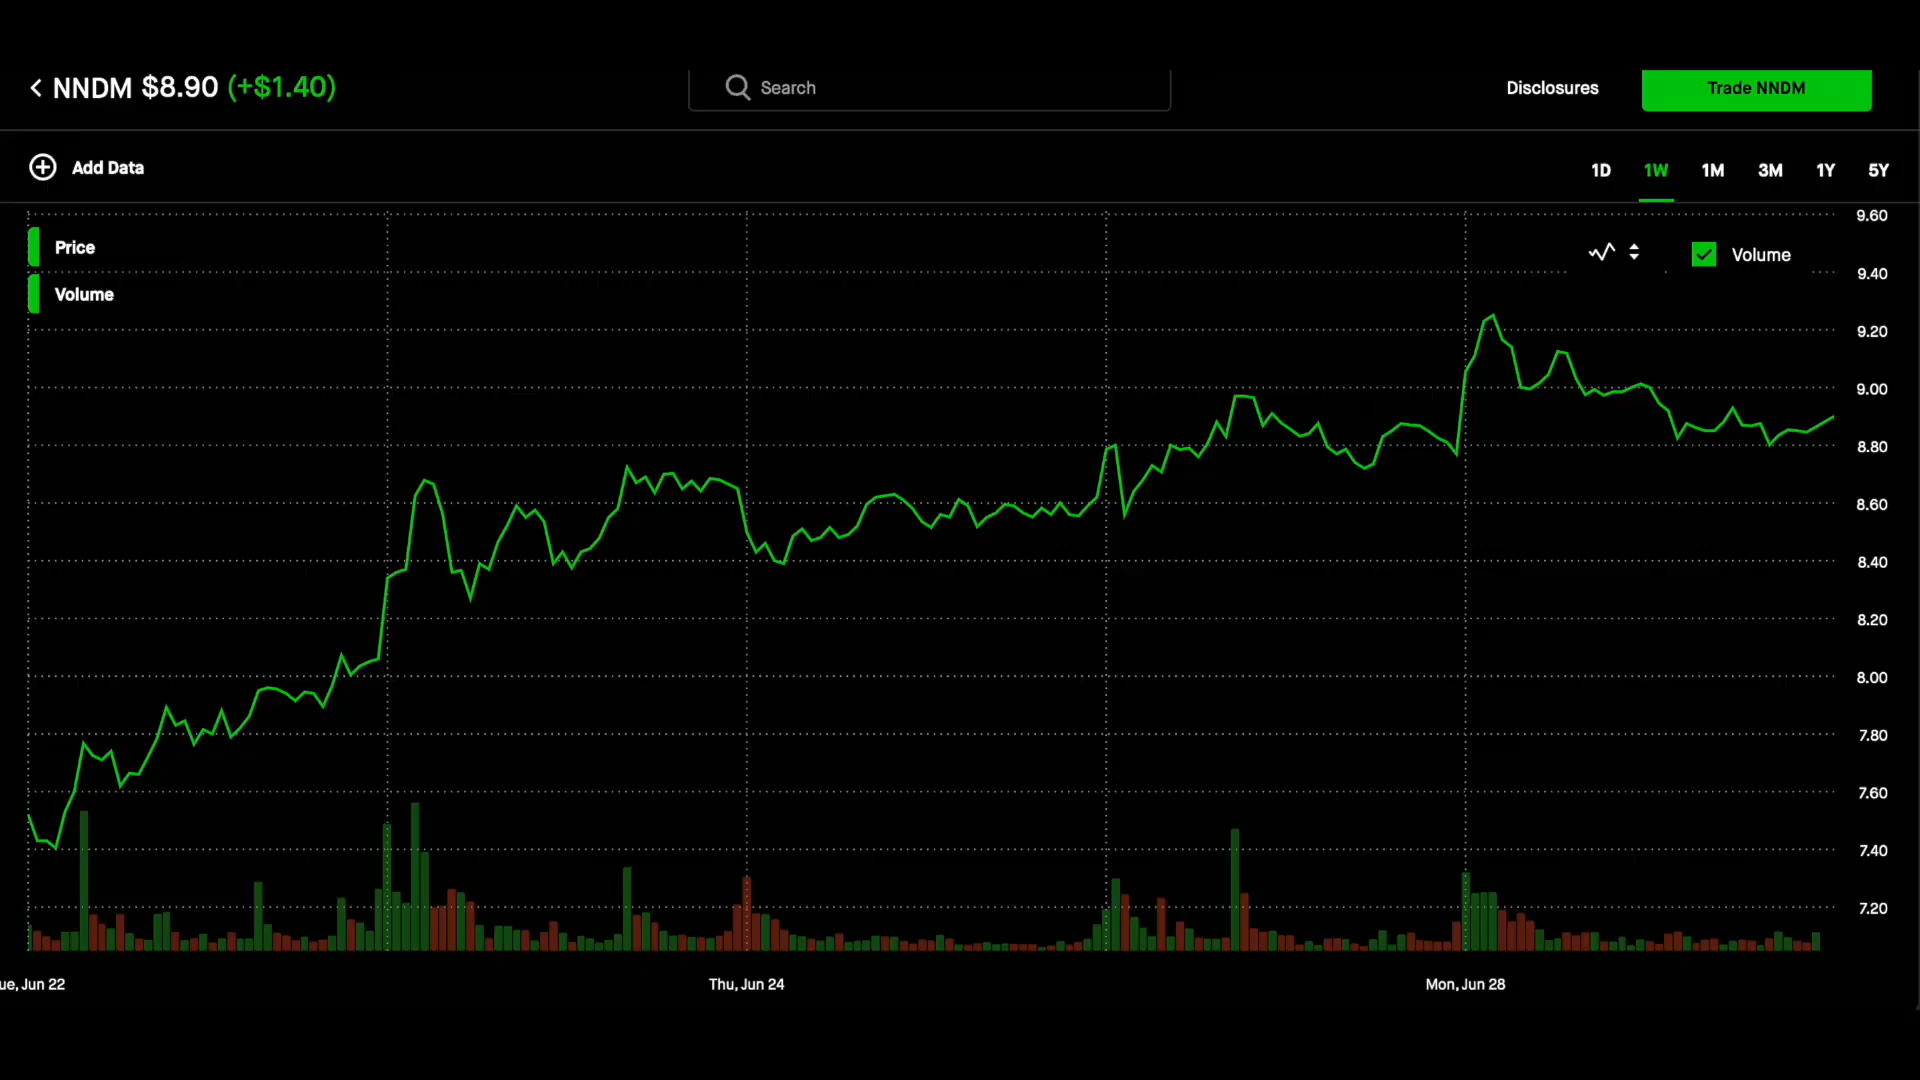 NNDM $8.90 (+$1.40)
Search
Disclosures
Trade NNDM
Add Data
1D 1W 1M 3M 1Y 5Y
Price
Volume
Volume
9.60
9.40
9.20
9.00
8.80
8.60
8.40
8.20
8.00
7.80
7.60
7.40
7.20
ue, Jun 22
Thu, Jun 24
Mon, Jun 28